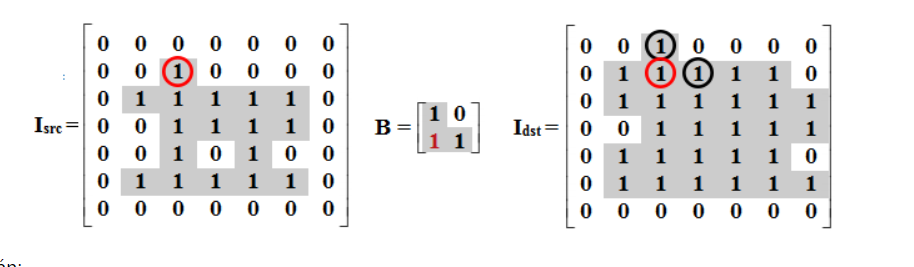 0 0 0 0 0 0 0
0 0 1 0 0 0 0
0 1 1 1 1 1 0
Isrc = 0 0 1 1 1 1 0
0 0 1 0 1 0 0
0 1 1 1 1 1 0
0 0 0 0 0 0 0
1 0
B =
1 1
0 0 1 0 0 0 0
0 1 1 1 1 1 0
0 1 1 1 1 1 1
Idst = 0 0 1 1 1 1 1
0 1 1 1 1 1 0
0 1 1 1 1 1 1
0 0 0 0 0 0 0